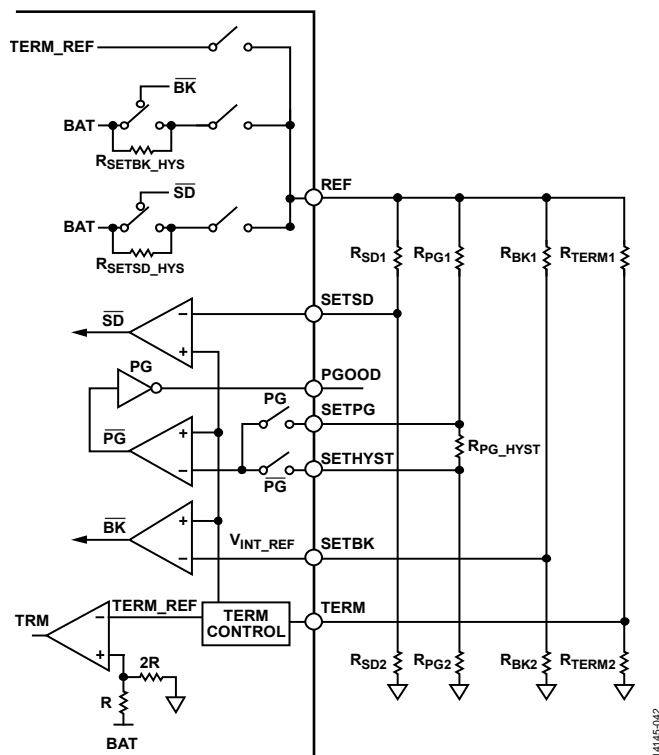 TERM_REF
BK
BAT
RSETBK_HYS
SD
BAT
RSETSD_HYS
REF
RSD1
RPG1
RBK1
RTERM1
SETSD
SD
PG
PGOOD
PG
SETPG
PG
RPG_HYST
SETHYST
PG
BK
VINT_REF
SETBK
TERM_REF
TERM
TRM
TERM
CONTROL
2R
R
BAT
RSD2
RPG2
RBK2
RTERM2
14145-042
− + + − + − − +